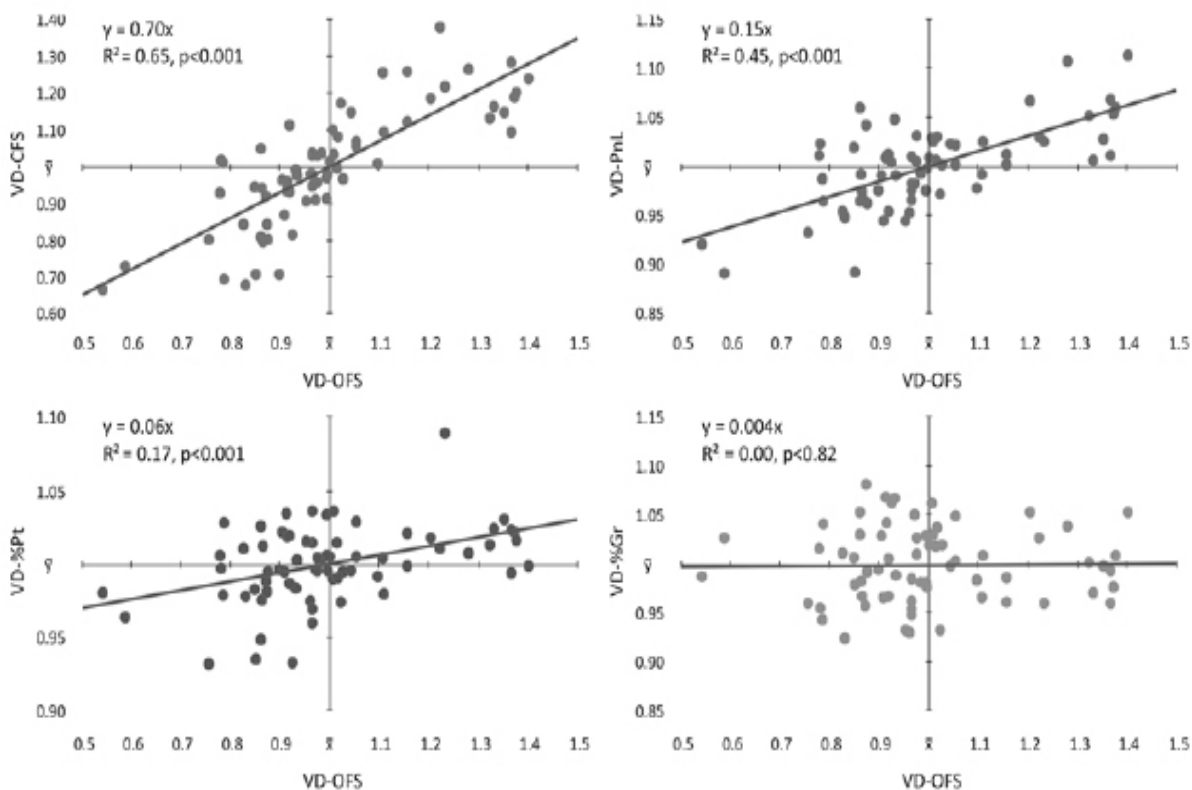 y = 0.70x
R² = 0.65, p<0.001
VD-CFS
1.40
1.30
1.20
1.10
ȳ
0.90
0.80
0.70
0.60
0.5 0.6 0.7 0.8 0.9 x̄ 1.1 1.2 1.3 1.4 1.5
VD-OFS
y = 0.15x
R² = 0.45, p<0.001
VD-PnL
1.15
1.10
1.05
ȳ
0.95
0.90
0.85
0.5 0.6 0.7 0.8 0.9 x̄ 1.1 1.2 1.3 1.4 1.5
VD-OFS
y = 0.06x
R² = 0.17, p<0.001
VD-%Pt
1.10
1.05
ȳ
0.95
0.90
0.5 0.6 0.7 0.8 0.9 x̄ 1.1 1.2 1.3 1.4 1.5
VD-OFS
y = 0.004x
R² = 0.00, p<0.82
VD-%Gr
1.15
1.10
1.05
ȳ
0.95
0.90
0.85
0.5 0.6 0.7 0.8 0.9 x̄ 1.1 1.2 1.3 1.4 1.5
VD-OFS